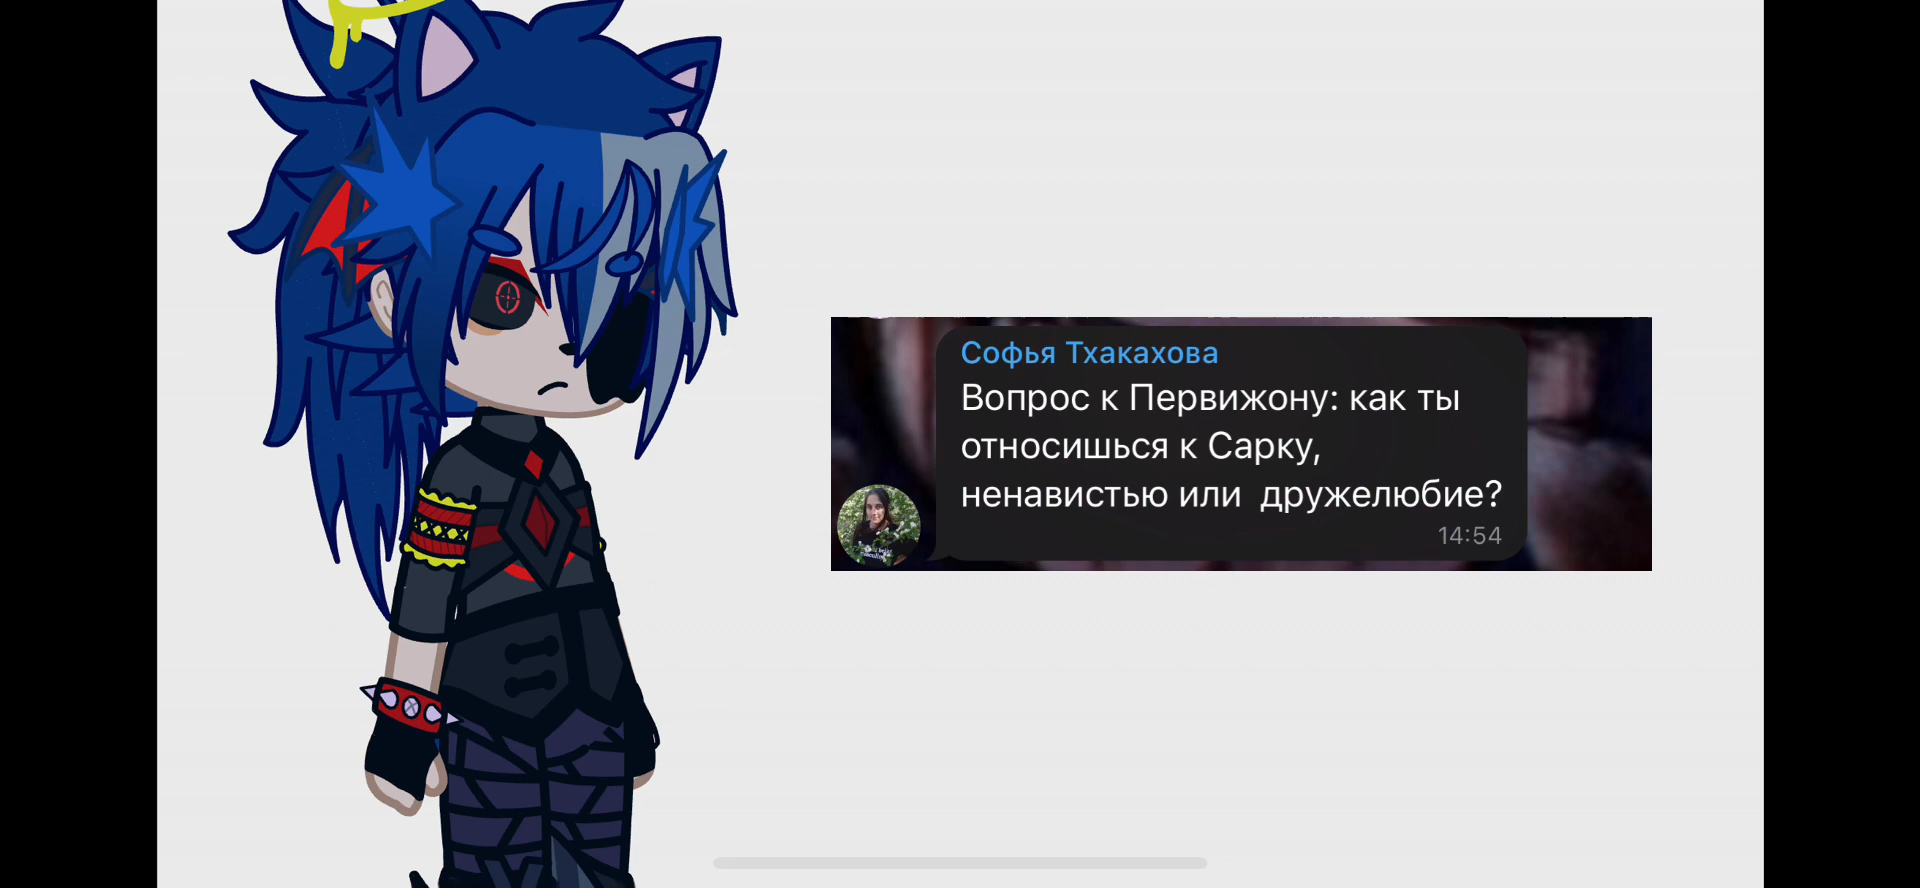 Софья Тхакахова
Вопрос к Первижону: как ты
относишься к Сарку,
ненавистью или дружелюбие?
14:54